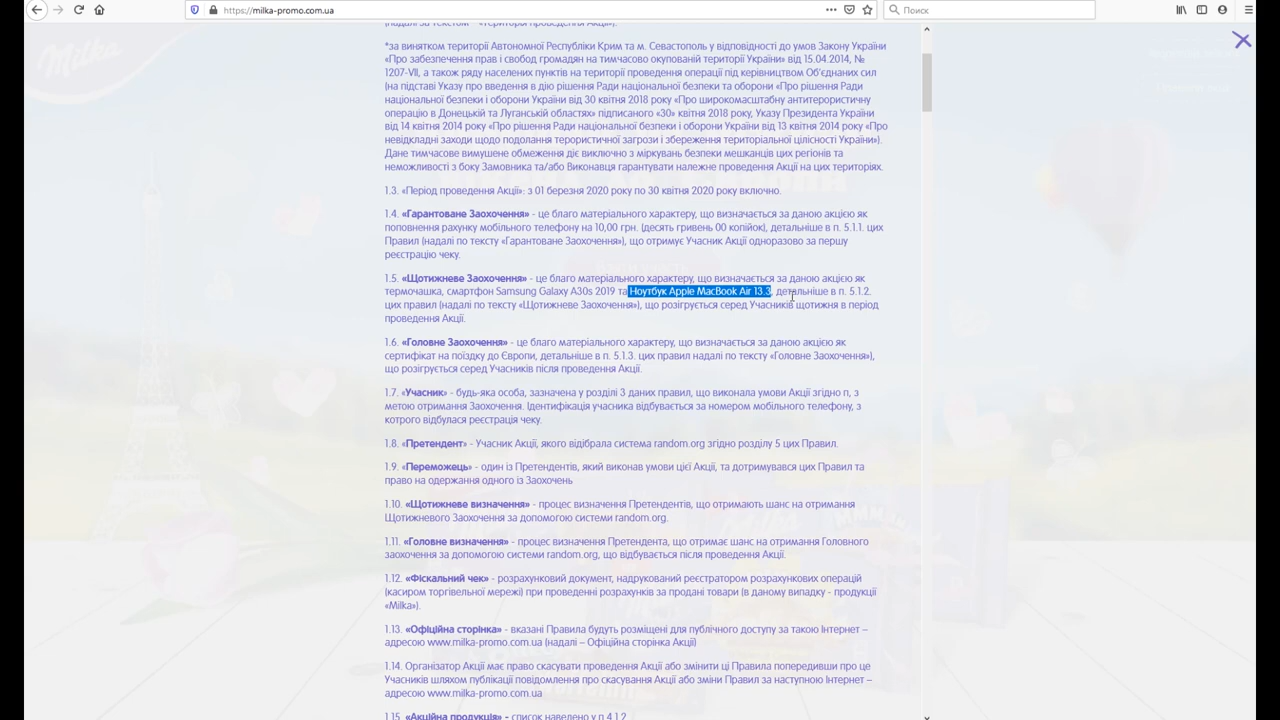 https://milka-promo.com.ua
Поиск
(надалі за текстом – «Територія проведення Акції»).
*за винятком території Автономної Республіки Крим та м. Севастополь у відповідності до умов Закону України
«Про забезпечення прав і свобод громадян на тимчасово окупованій території України» від 15.04.2014, №
1207-VII, а також ряду населених пунктів на території проведення операції під керівництвом Об'єднаних сил
(на підставі Указу про введення в дію рішення Ради національної безпеки та оборони «Про рішення Ради
національної безпеки і оборони України від 30 квітня 2018 року «Про широкомасштабну антитерористичну
операцію в Донецькій та Луганській областях» підписаного «30» квітня 2018 року, Указу Президента України
від 14 квітня 2014 року «Про рішення Ради національної безпеки і оборони України від 13 квітня 2014 року «Про
невідкладні заходи щодо подолання терористичної загрози і збереження територіальної цілісності України»).
Дане тимчасове вимушене обмеження діє виключно з міркувань безпеки мешканців цих регіонів та
неможливості з боку Замовника та/або Виконавця гарантувати належне проведення Акції на цих територіях.
1.3. «Період проведення Акції»: з 01 березня 2020 року по 30 квітня 2020 року включно.
1.4. «Гарантоване Заохочення» - це благо матеріального характеру, що визначається за даною акцією як
поповнення рахунку мобільного телефону на 10,00 грн. (десять гривень 00 копійок), детальніше в п. 5.1.1. цих
Правил (надалі по тексту «Гарантоване Заохочення»), що отримує Учасник Акції одноразово за першу
реєстрацію чеку.
1.5. «Щотижневе Заохочення» - це благо матеріального характеру, що визначається за даною акцією як
термочашка, смартфон Samsung Galaxy A30s 2019 та Ноутбук Apple MacBook Air 13.3, детальніше в п. 5.1.2.
цих правил (надалі по тексту «Щотижневе Заохочення»), що розігрується серед Учасників щотижня в період
проведення Акції.
1.6. «Головне Заохочення» - це благо матеріального характеру, що визначається за даною акцією як
сертифікат на поїздку до Європи, детальніше в п. 5.1.3. цих правил надалі по тексту «Головне Заохочення»),
що розігрується серед Учасників після проведення Акції.
1.7. «Учасник» - будь-яка особа, зазначена у розділі 3 даних правил, що виконала умови Акції згідно п, з
метою отримання Заохочення. Ідентифікація учасника відбувається за номером мобільного телефону, з
котрого відбулася реєстрація чеку.
1.8. «Претендент» - Учасник Акції, якого відібрала система random.org згідно розділу 5 цих Правил.
1.9. «Переможець» - один із Претендентів, який виконав умови цієї Акції, та дотримувався цих Правил та
право на одержання одного із Заохочень
1.10. «Щотижневе визначення» - процес визначення Претендентів, що отримають шанс на отримання
Щотижневого Заохочення за допомогою системи random.org.
1.11. «Головне визначення» - процес визначення Претендента, що отримає шанс на отримання Головного
заохочення за допомогою системи random.org, що відбувається після проведення Акції.
1.12. «Фіскальний чек» - розрахунковий документ, надрукований реєстратором розрахункових операцій
(касиром торгівельної мережі) при проведенні розрахунків за продані товари (в даному випадку - продукції
«Milka»).
1.13. «Офіційна сторінка» - вказані Правила будуть розміщені для публічного доступу за такою Інтернет –
адресою www.milka-promo.com.ua (надалі – Офіційна сторінка Акції)
1.14. Організатор Акції має право скасувати проведення Акції або змінити ці Правила попередивши про це
Учасників шляхом публікації повідомлення про скасування Акції або зміни Правил за наступною Інтернет –
адресою www.milka-promo.com.ua
1.15. «Акційна продукція» - список наведено у п 4.1.2